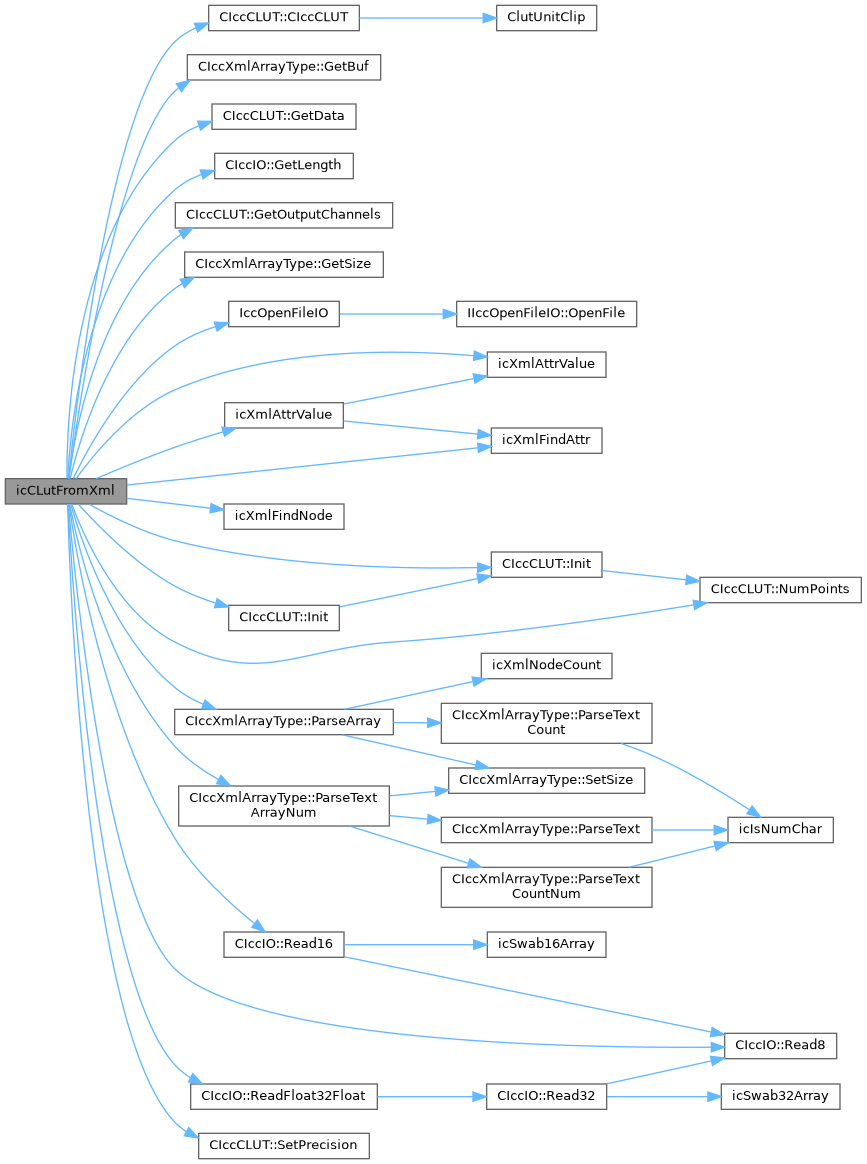 CIccCLUT::CIccCLUT
ClutUnitClip
CIccXmlArrayType::GetBuf
CIccCLUT::GetData
CIccIO::GetLength
CIccCLUT::GetOutputChannels
CIccXmlArrayType::GetSize
IccOpenFileIO
IIccOpenFileIO::OpenFile
icXmlAttrValue
icXmlAttrValue
icXmlFindAttr
icCLutFromXml
icXmlFindNode
CIccCLUT::Init
CIccCLUT::NumPoints
CIccCLUT::Init
icXmlNodeCount
CIccXmlArrayType::ParseArray
CIccXmlArrayType::ParseText
Count
CIccXmlArrayType::SetSize
CIccXmlArrayType::ParseText
ArrayNum
CIccXmlArrayType::ParseText
icIsNumChar
CIccXmlArrayType::ParseText
CountNum
CIccIO::Read16
icSwab16Array
CIccIO::Read8
CIccIO::ReadFloat32Float
CIccIO::Read32
icSwab32Array
CIccCLUT::SetPrecision